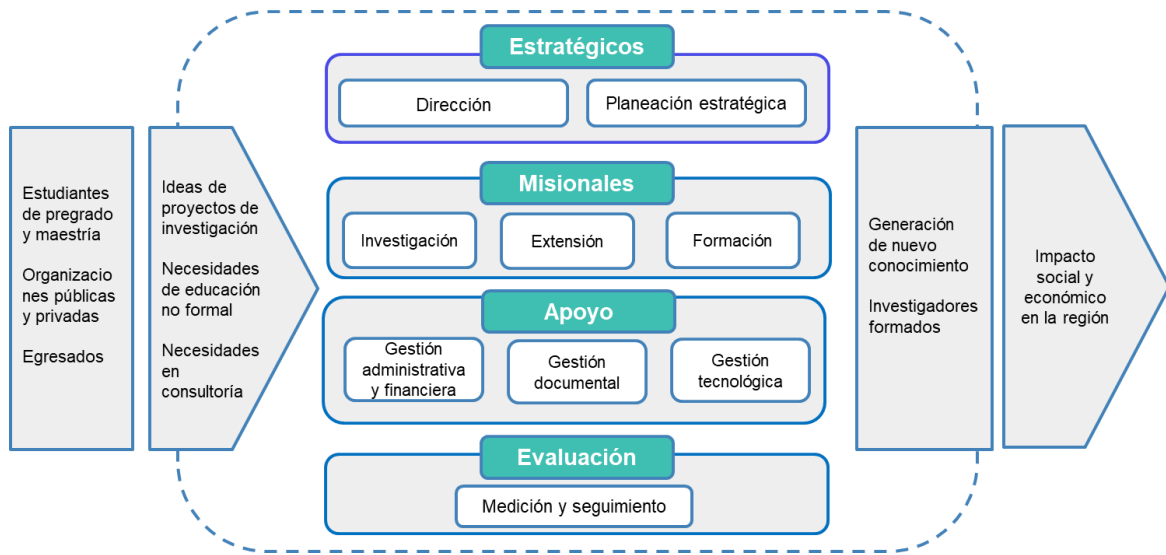 Estratégicos
Dirección
Planeación estratégica
Estudiantes
de pregrado
y maestría
Organizacio
nes públicas
y privadas
Egresados
Ideas de
proyectos de
investigación
Necesidades
de educación
no formal
Necesidades
en
consultoría
Misionales
Investigación
Extensión
Formación
Apoyo
Gestión
administrativa
y financiera
Gestión
documental
Gestión
tecnológica
Evaluación
Medición y seguimiento
Generación
de nuevo
conocimiento
Investigadores
formados
Impacto
social y
económico
en la región